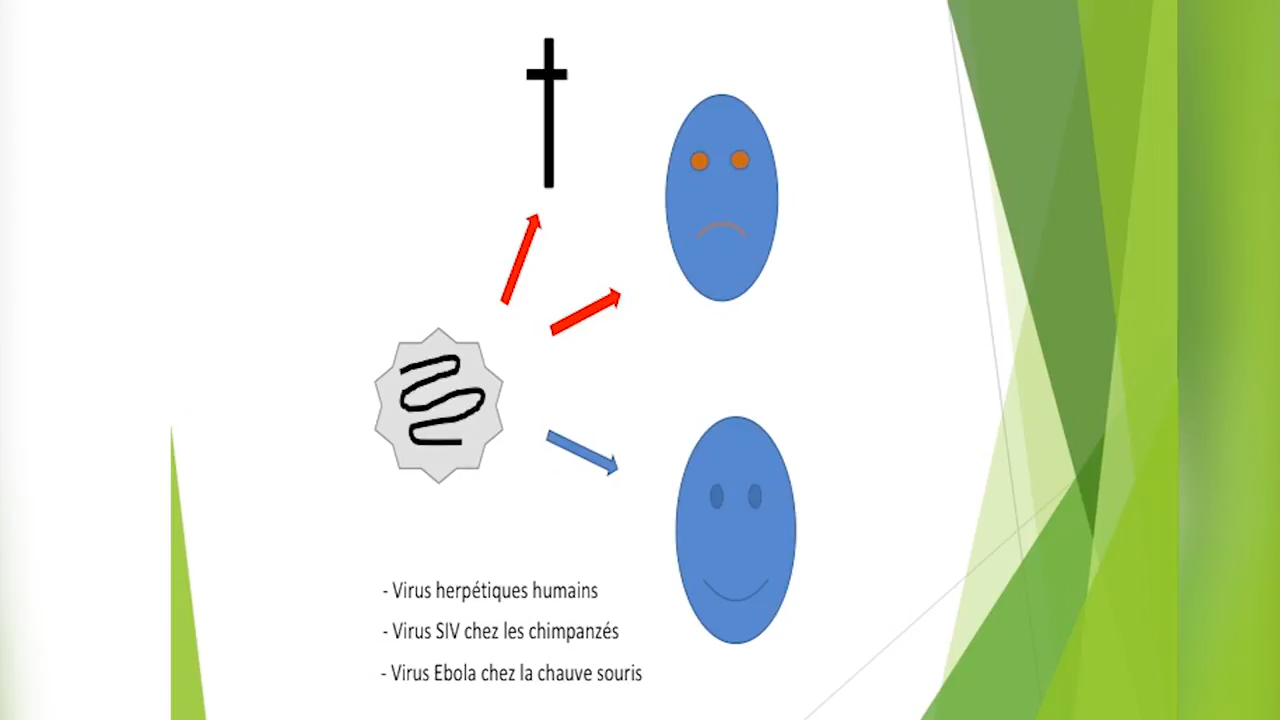 - Virus herpétiques humains
- Virus SIV chez les chimpanzés
- Virus Ebola chez la chauve souris